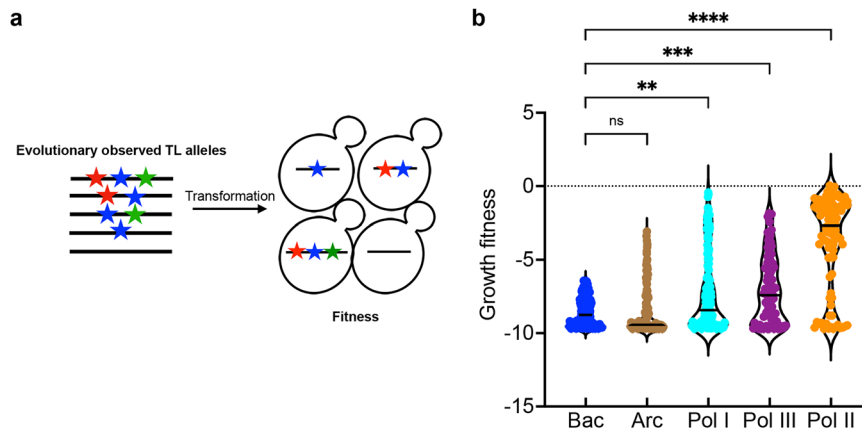 a
Evolutionary observed TL alleles
Transformation
Fitness
b
****
***
**
ns
Growth fitness
5
0
-5
-10
-15
Bac Arc Pol I Pol III Pol II